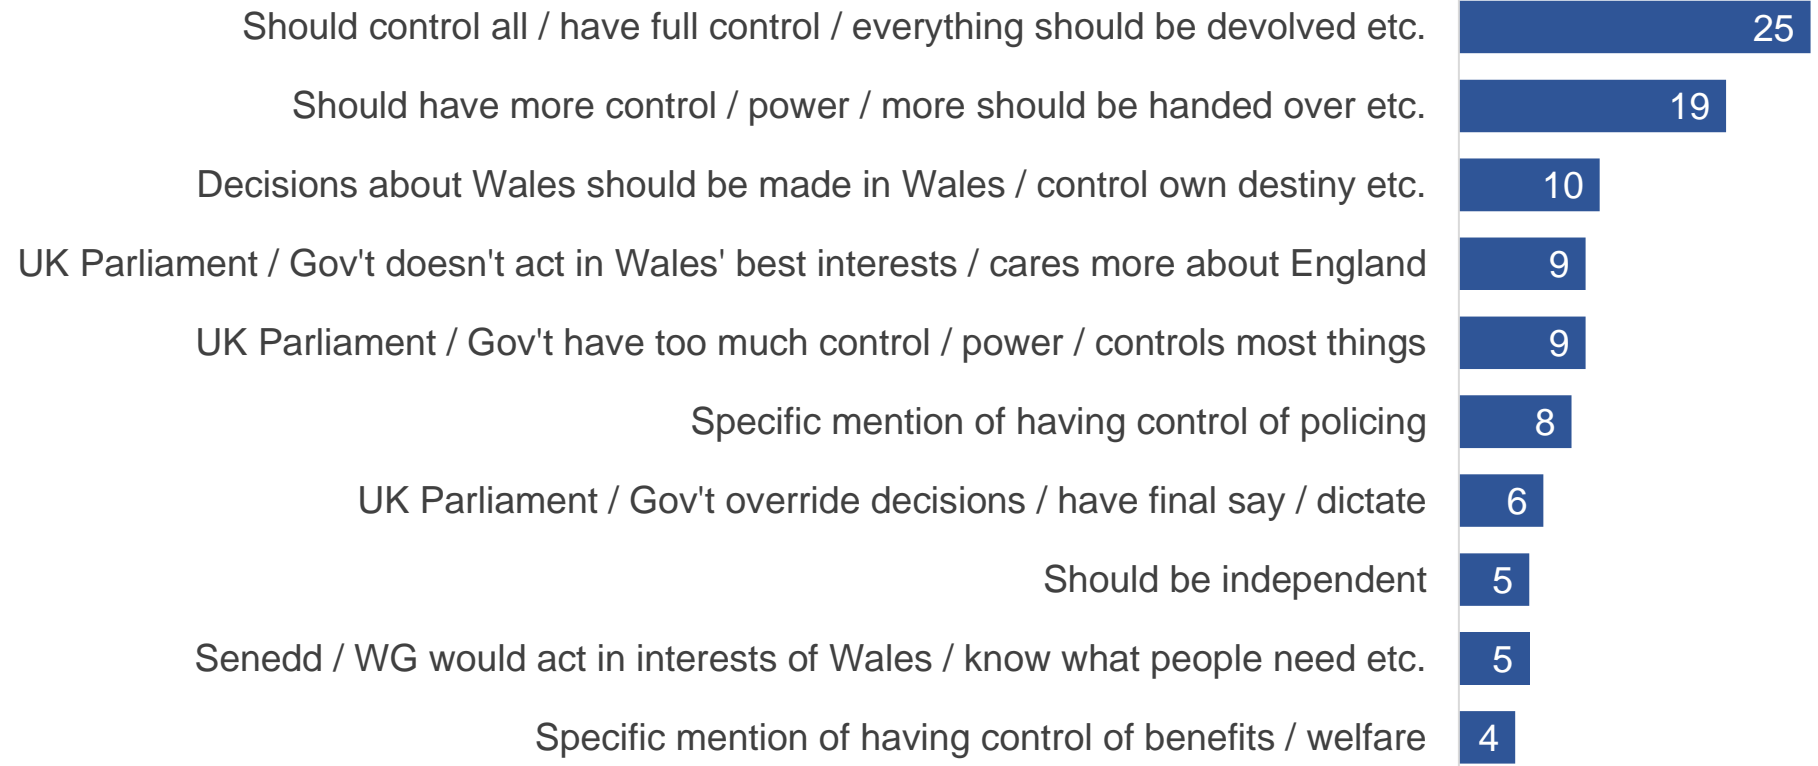 Should control all / have full control / everything should be devolved etc. 25
Should have more control / power / more should be handed over etc. 19
Decisions about Wales should be made in Wales / control own destiny etc. 10
UK Parliament / Gov't doesn't act in Wales' best interests / cares more about England 9
UK Parliament / Gov't have too much control / power / controls most things 9
Specific mention of having control of policing 8
UK Parliament / Gov't override decisions / have final say / dictate 6
Should be independent 5
Senedd / WG would act in interests of Wales / know what people need etc. 5
Specific mention of having control of benefits / welfare 4